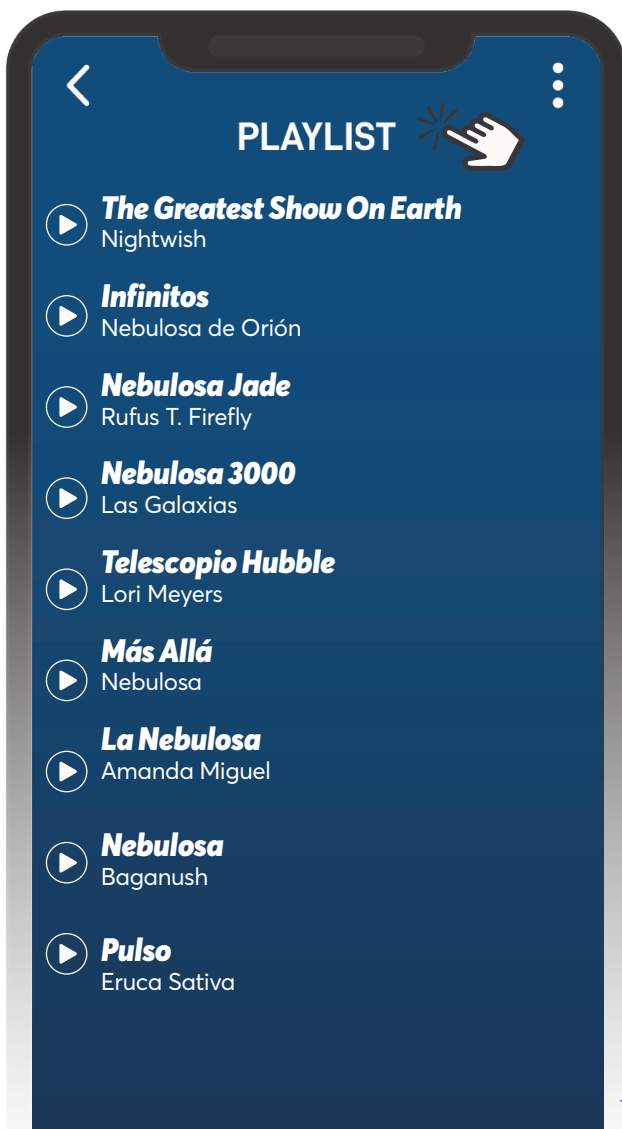 PLAYLIST
The Greatest Show On Earth
Nightwish
Infinitos
Nebulosa de Orión
Nebulosa Jade
Rufus T. Firefly
Nebulosa 3000
Las Galaxias
Telescopio Hubble
Lori Meyers
Más Allá
Nebulosa
La Nebulosa
Amanda Miguel
Nebulosa
Baganush
Pulso
Eruca Sativa